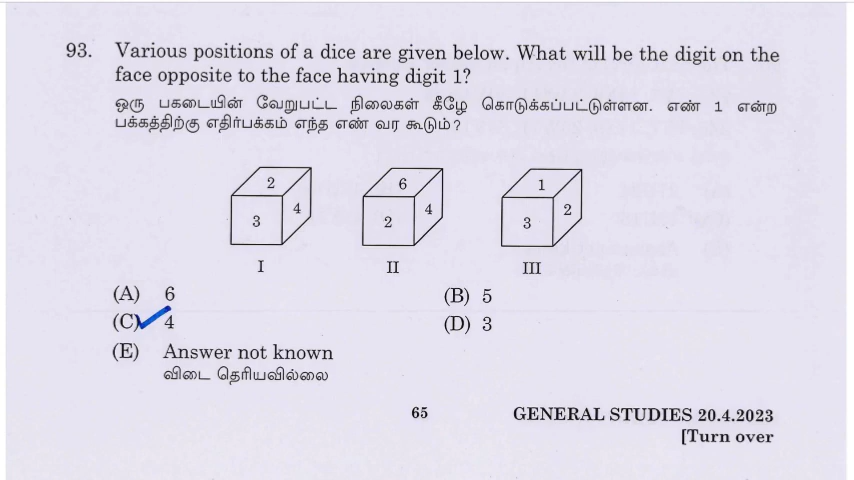 93. Various positions of a dice are given below. What will be the digit on the
face opposite to the face having digit 1?
ஒரு பகடையின் வேறுபட்ட நிலைகள் கீழே கொடுக்கப்பட்டுள்ளன. எண் 1 என்ற
பக்கத்திற்கு எதிர்பக்கம் எந்த எண் வர கூடும்?
2 3 4
6 2 4
1 3 2
I II III
(A) 6 (B) 5
(C) 4 (D) 3
(E) Answer not known
விடை தெரியவில்லை
65 GENERAL STUDIES 20.4.2023
[Turn over